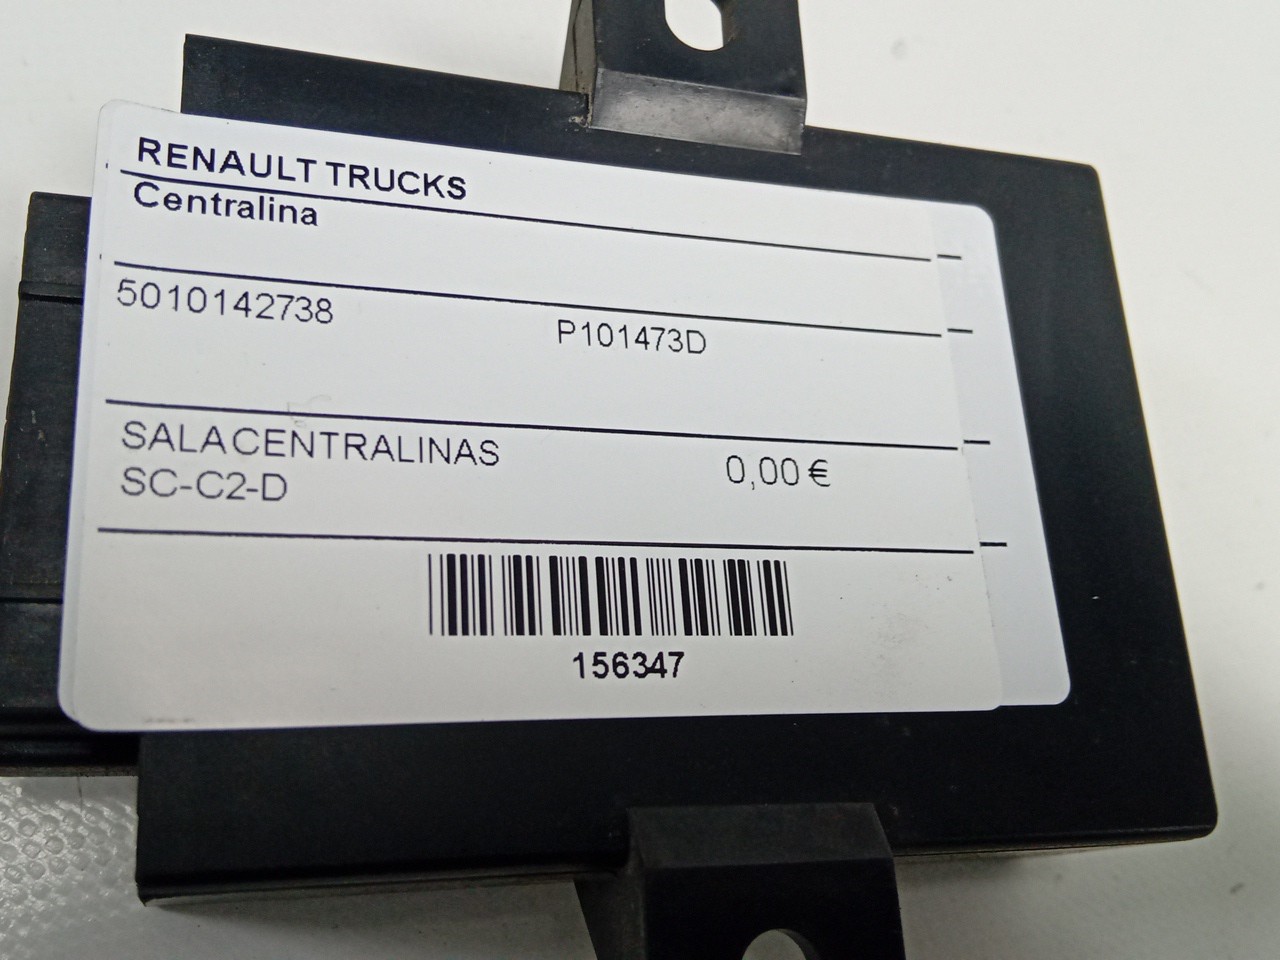 RENAULT TRUCKS
Centralina
5010142738 P101473D
SALACENTRALINAS
SC-C2-D 0,00 €
156347